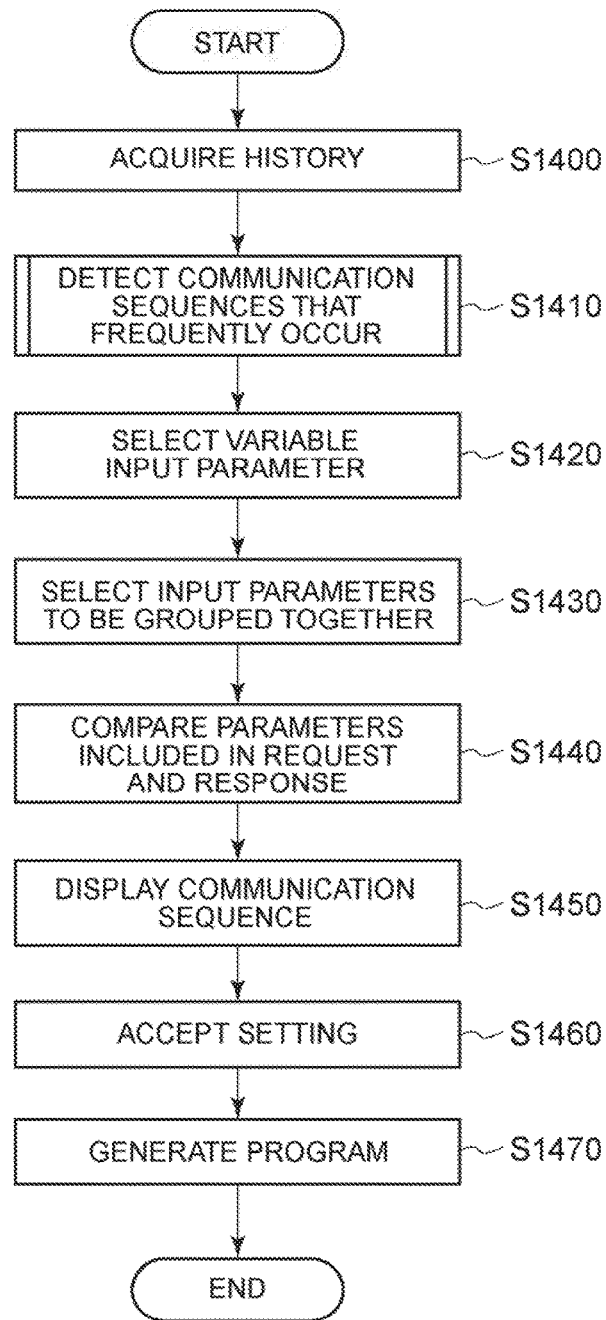 START
ACQUIRE HISTORY
S1400
DETECT COMMUNICATION
SEQUENCES THAT
FREQUENTLY OCCUR
S1410
SELECT VARIABLE
INPUT PARAMETER
S1420
SELECT INPUT PARAMETERS
TO BE GROUPED TOGETHER
S1430
COMPARE PARAMETERS
INCLUDED IN REQUEST
AND RESPONSE
S1440
DISPLAY COMMUNICATION
SEQUENCE
S1450
ACCEPT SETTING
S1460
GENERATE PROGRAM
S1470
END